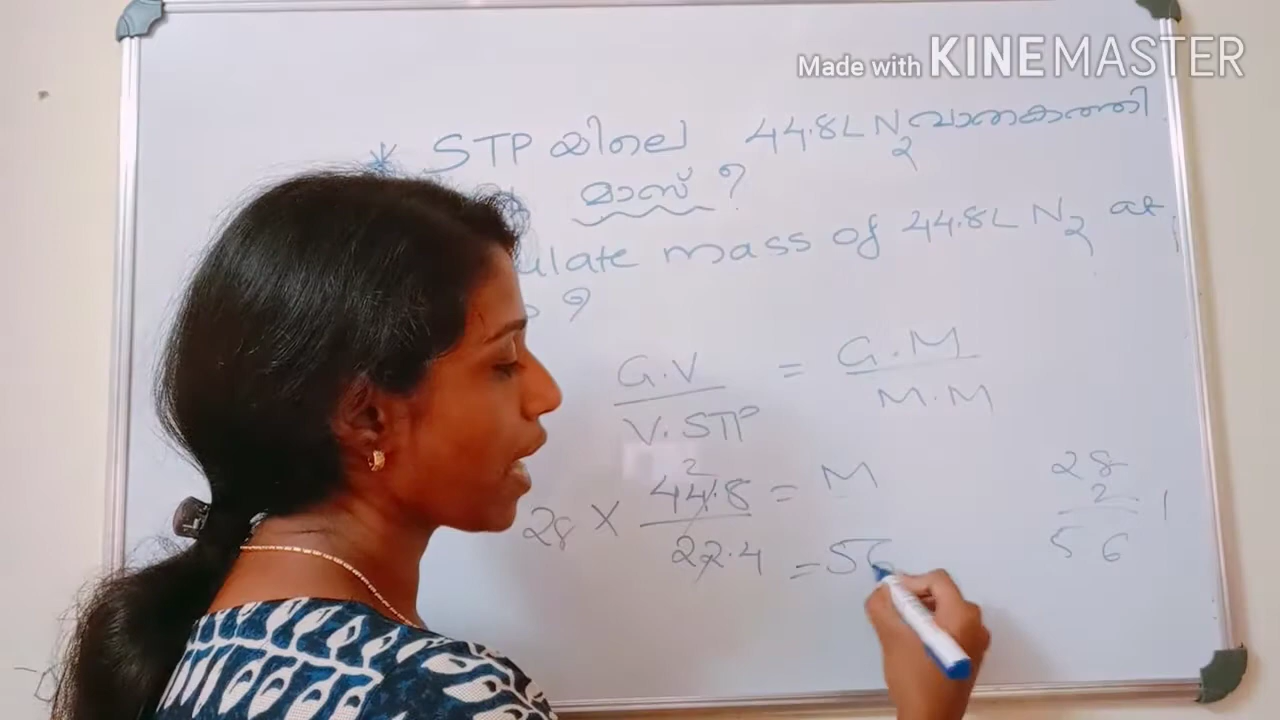 Made with KINEMASTER
* STP യിലെ 44.8L N2 വാതകത്തി
മാസ് ?
ulate mass of 44.8L N2 at
?
G.V / V.STP = G.M / M.M
28 × 44.8 / 22.4 = M
2
= 56
28
2
56